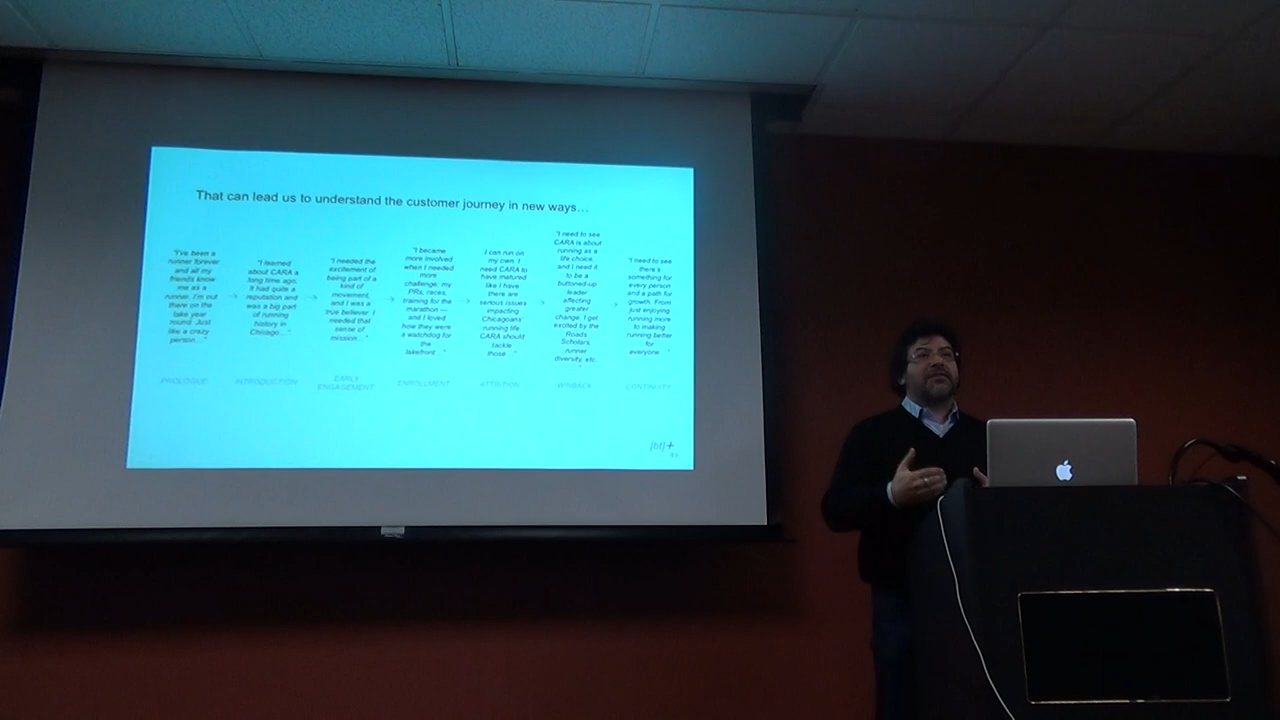 That can lead us to understand the customer journey in new ways…
"I've been a
runner forever
and all my
friends know
me as a
runner. I'm out
there on the
lake year
round. Just
like a crazy
person…"
"I learned
about CARA a
long time ago.
It had quite a
reputation and
was a big part
of running
history in
Chicago…"
"I needed the
excitement of
being part of a
kind of
movement,
and I was a
true believer. I
needed that
sense of
mission…"
"I became
more involved
when I needed
more
challenge: my
PRs, races,
training for the
marathon —
and I loved
how they were
a watchdog for
the
lakefront…"
I can run on
my own. I
need CARA to
have matured
like I have
there are
serious issues
impacting
Chicagoans'
running life
CARA should
tackle
those…"
"I need to see
CARA is about
running as a
life choice,
and I need it
to be a
buttoned-up
leader
affecting
greater
change. I get
excited by the
Roads
Scholars,
runner
diversity, etc.
"
"I need to see
there's
something for
every person
and a path for
growth. From
just enjoying
running more
to making
running better
for
everyone…"
PROLOGUE
INTRODUCTION
EARLY
ENGAGEMENT
ENROLLMENT
ATTRITION
WINBACK
CONTINUITY
[bt]+